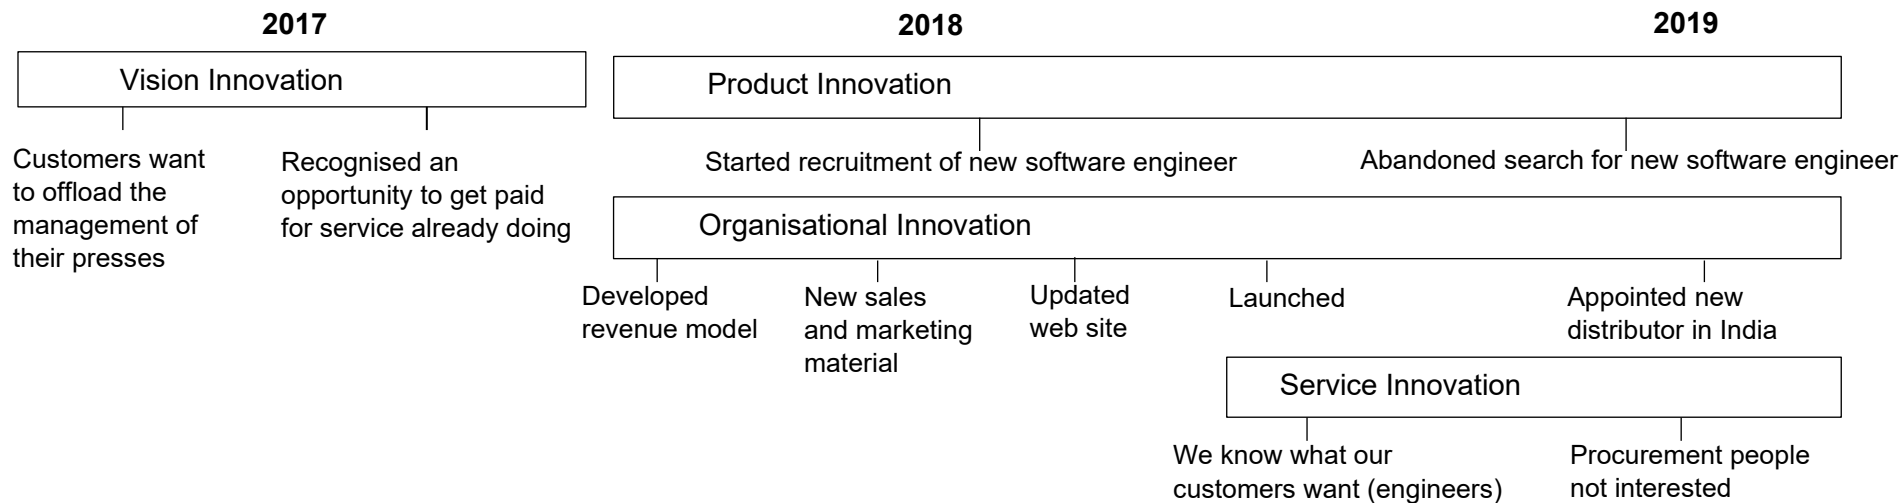 2017
2018
2019
Vision Innovation
Product Innovation
Customers want
to offload the
management of
their presses
Recognised an
opportunity to get paid
for service already doing
Started recruitment of new software engineer
Abandoned search for new software engineer
Organisational Innovation
Developed
revenue model
New sales
and marketing
material
Updated
web site
Launched
Appointed new
distributor in India
Service Innovation
We know what our
customers want (engineers)
Procurement people
not interested